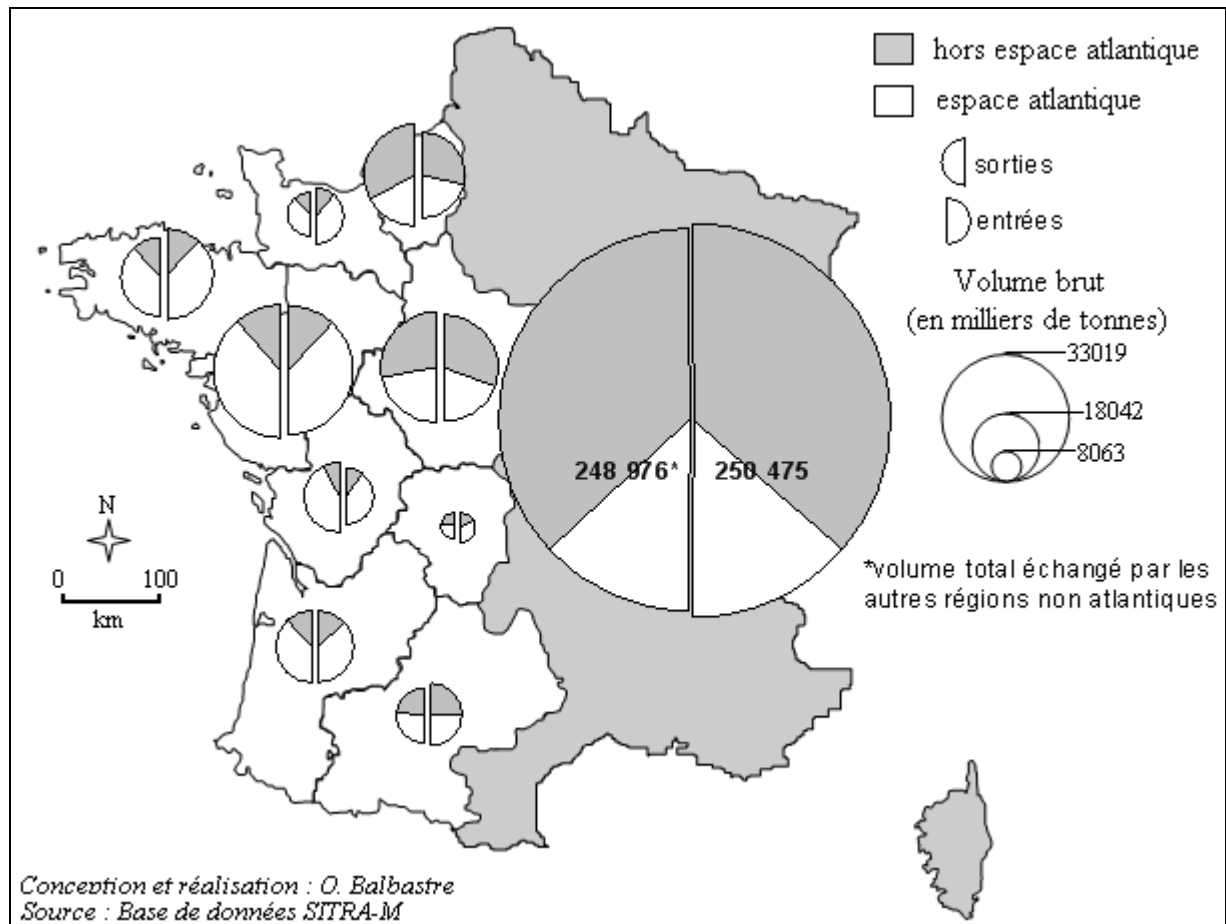 hors espace atlantique
espace atlantique
sorties
entrées
Volume brut
(en milliers de tonnes)
33019
18042
8063
248 976*
250 475
N
0 100
km
*volume total échangé par les
autres régions non atlantiques
Conception et réalisation : O. Balbastre
Source : Base de données SITRA-M